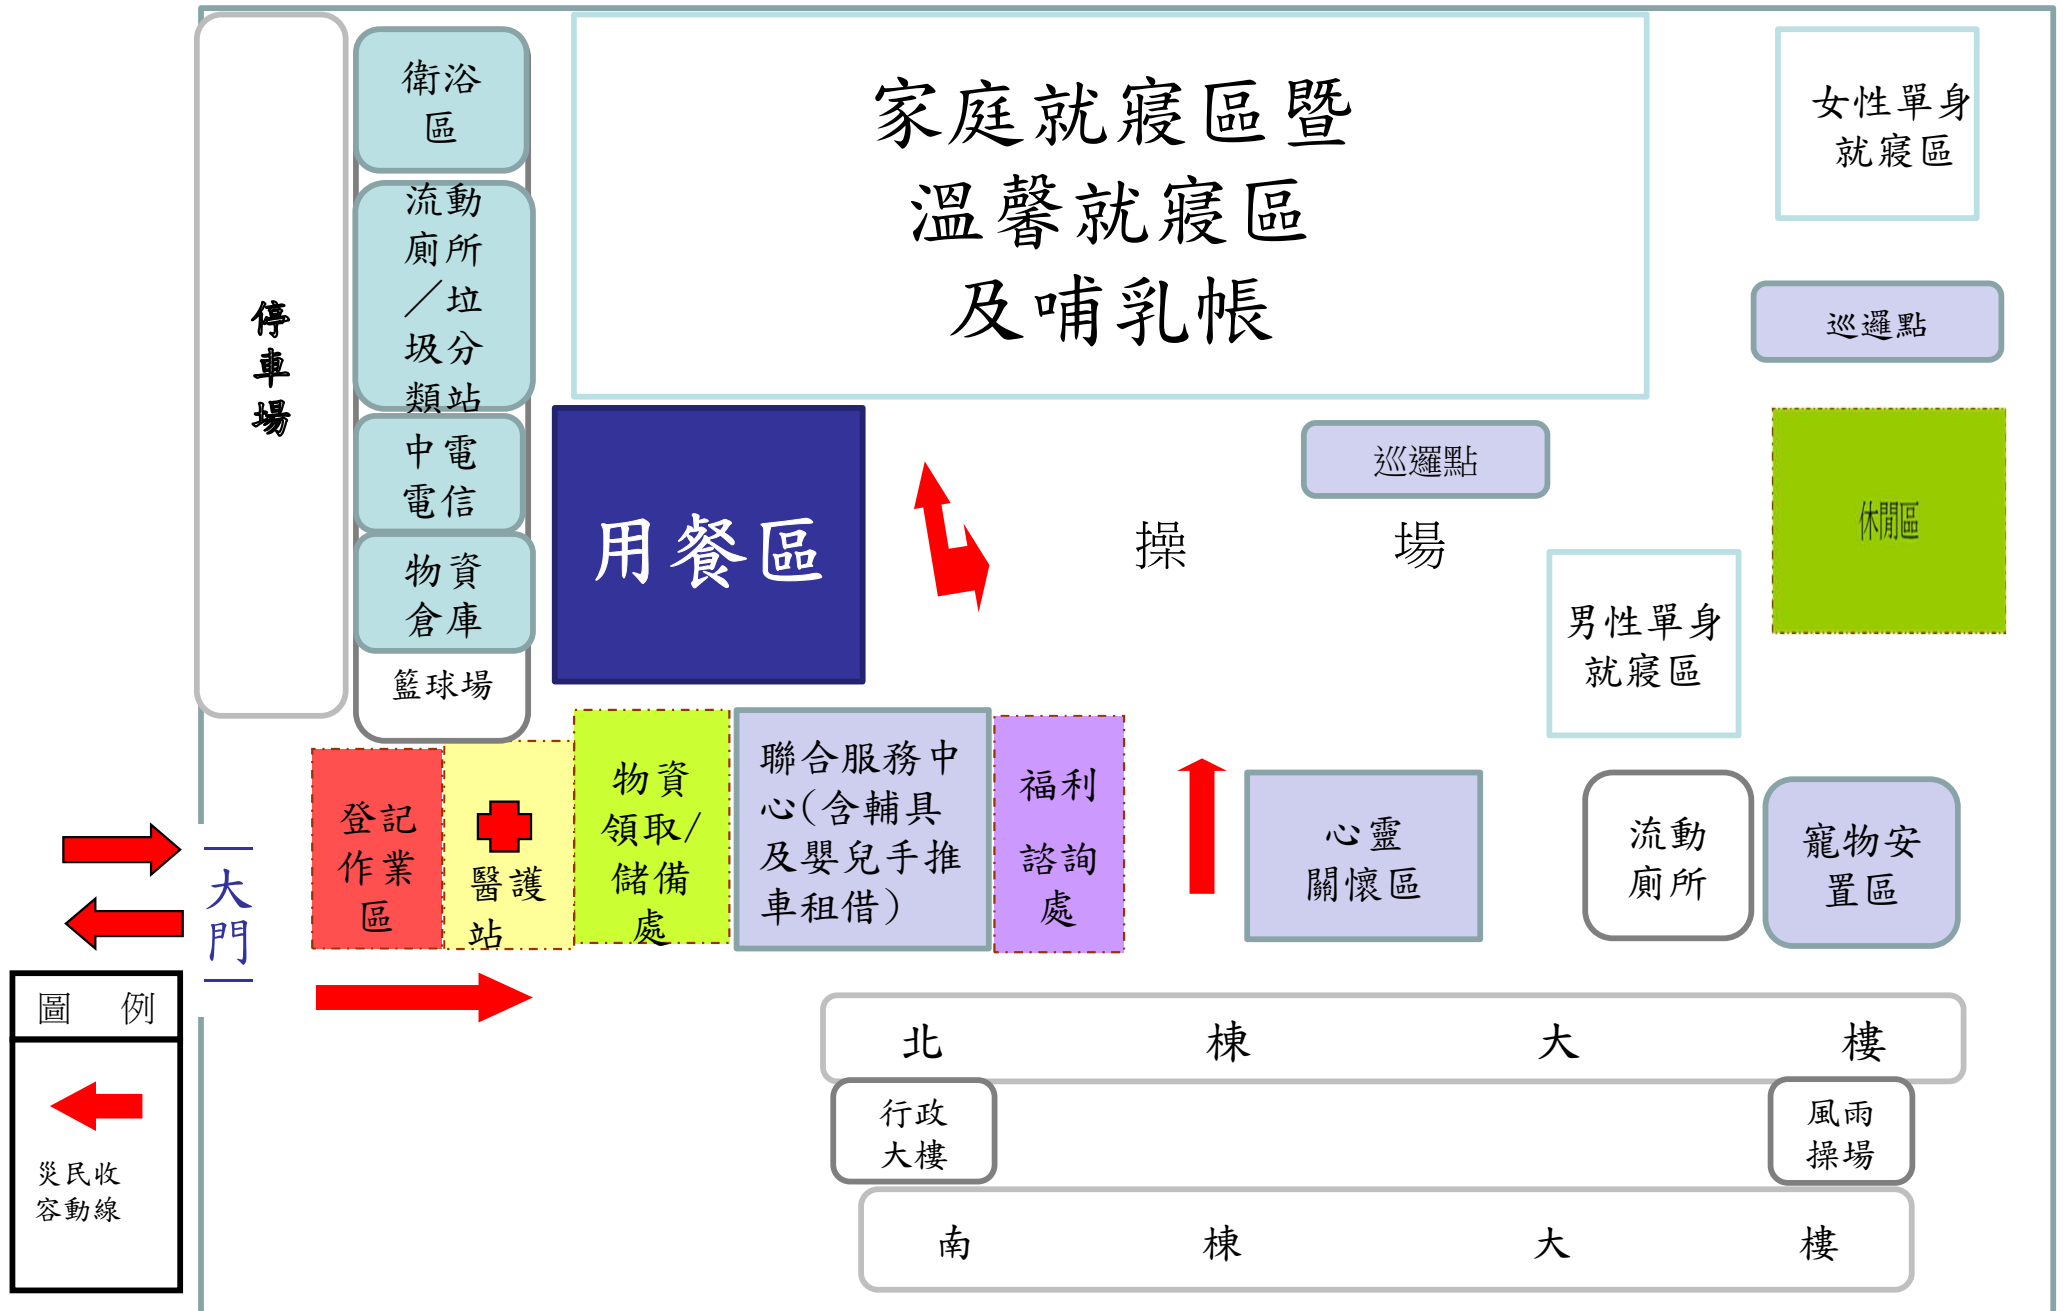 停
車
場
衛浴
區
流動
廁所
／垃
圾分
類站
中電
電信
物資
倉庫
籃球場
家庭就寢區暨
溫馨就寢區
及哺乳帳
女性單身
就寢區
巡邏點
巡邏點
休閒區
用餐區
操 場
男性單身
就寢區
大
門
登記
作業
區
醫護
站
物資
領取/
儲備
處
聯合服務中
心(含輔具
及嬰兒手推
車租借)
福利
諮詢
處
心靈
關懷區
流動
廁所
寵物安
置區
圖 例
災民收
容動線
北 棟 大 樓
行政
大樓
風雨
操場
南 棟 大 樓